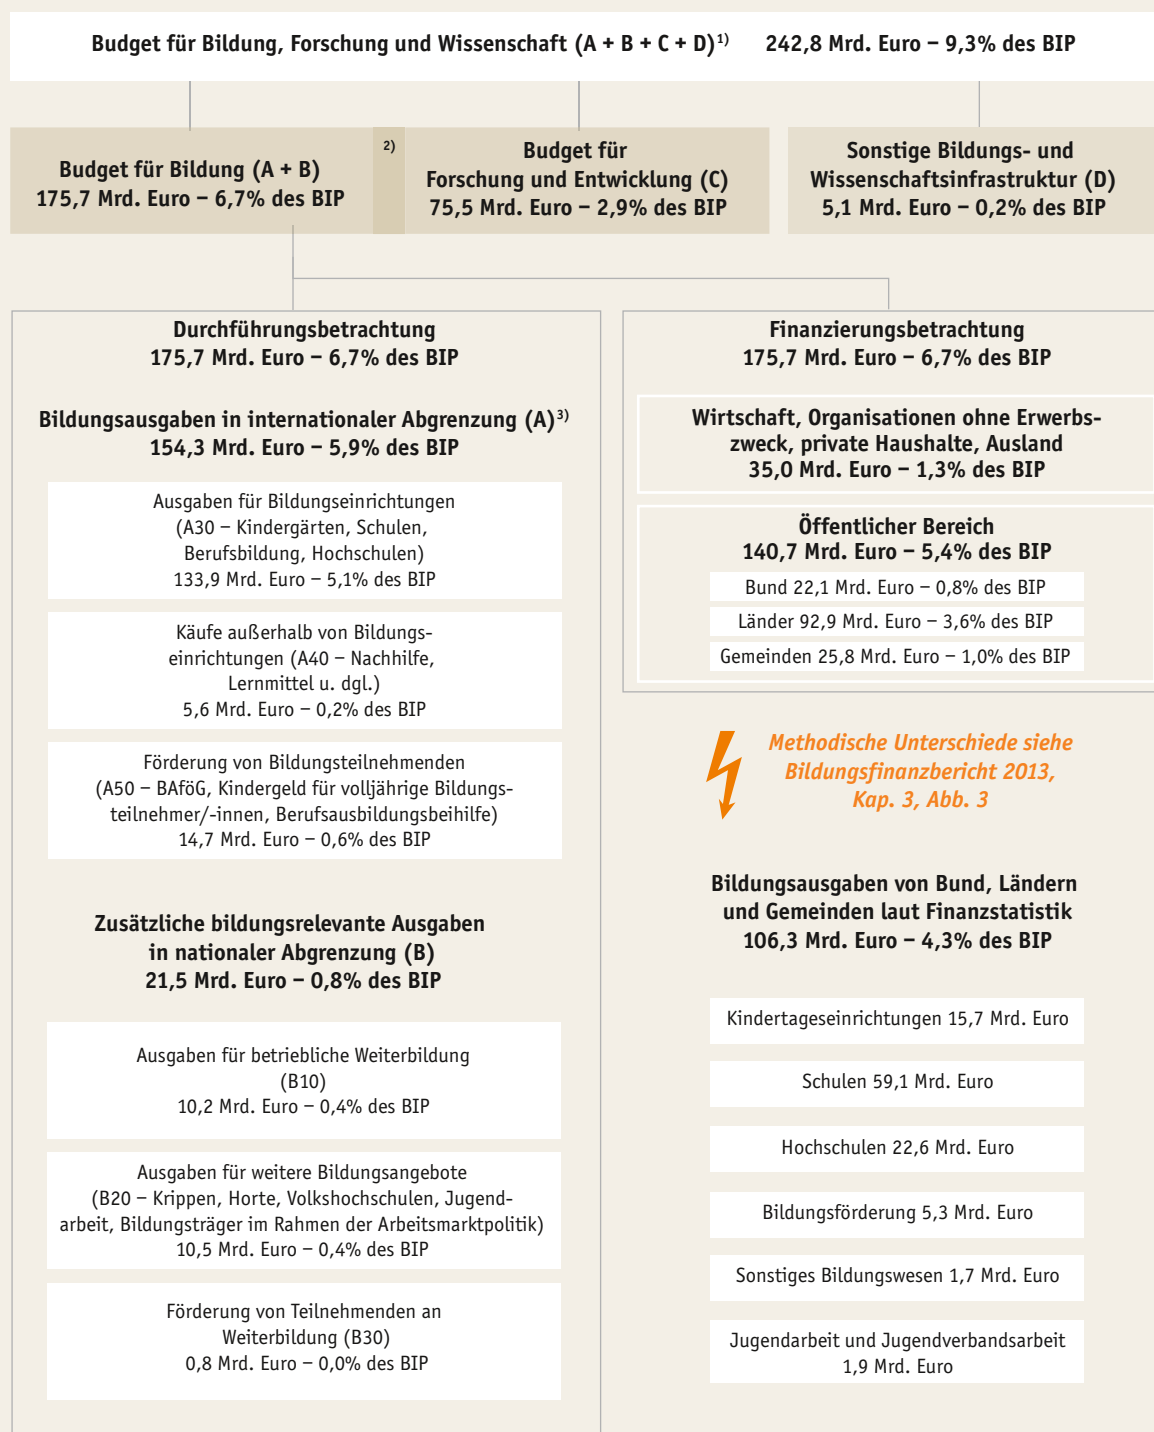 Budget für Bildung, Forschung und Wissenschaft (A + B + C + D)1) 242,8 Mrd. Euro – 9,3% des BIP
Budget für Bildung (A + B)
175,7 Mrd. Euro – 6,7% des BIP
2)
Budget für
Forschung und Entwicklung (C)
75,5 Mrd. Euro – 2,9% des BIP
Sonstige Bildungs- und
Wissenschaftsinfrastruktur (D)
5,1 Mrd. Euro – 0,2% des BIP
Durchführungsbetrachtung
175,7 Mrd. Euro – 6,7% des BIP
Bildungsausgaben in internationaler Abgrenzung (A)3)
154,3 Mrd. Euro – 5,9% des BIP
Ausgaben für Bildungseinrichtungen
(A30 – Kindergärten, Schulen,
Berufsbildung, Hochschulen)
133,9 Mrd. Euro – 5,1% des BIP
Käufe außerhalb von Bildungs-
einrichtungen (A40 – Nachhilfe,
Lernmittel u. dgl.)
5,6 Mrd. Euro – 0,2% des BIP
Förderung von Bildungsteilnehmenden
(A50 – BAföG, Kindergeld für volljährige Bildungs-
teilnehmer/-innen, Berufsausbildungsbeihilfe)
14,7 Mrd. Euro – 0,6% des BIP
Zusätzliche bildungsrelevante Ausgaben
in nationaler Abgrenzung (B)
21,5 Mrd. Euro – 0,8% des BIP
Ausgaben für betriebliche Weiterbildung
(B10)
10,2 Mrd. Euro – 0,4% des BIP
Ausgaben für weitere Bildungsangebote
(B20 – Krippen, Horte, Volkshochschulen, Jugend-
arbeit, Bildungsträger im Rahmen der Arbeitsmarktpolitik)
10,5 Mrd. Euro – 0,4% des BIP
Förderung von Teilnehmenden an
Weiterbildung (B30)
0,8 Mrd. Euro – 0,0% des BIP
Finanzierungsbetrachtung
175,7 Mrd. Euro – 6,7% des BIP
Wirtschaft, Organisationen ohne Erwerbs-
zweck, private Haushalte, Ausland
35,0 Mrd. Euro – 1,3% des BIP
Öffentlicher Bereich
140,7 Mrd. Euro – 5,4% des BIP
Bund 22,1 Mrd. Euro – 0,8% des BIP
Länder 92,9 Mrd. Euro – 3,6% des BIP
Gemeinden 25,8 Mrd. Euro – 1,0% des BIP
Methodische Unterschiede siehe
Bildungsfinanzbericht 2013,
Kap. 3, Abb. 3
Bildungsausgaben von Bund, Ländern
und Gemeinden laut Finanzstatistik
106,3 Mrd. Euro – 4,3% des BIP
Kindertageseinrichtungen 15,7 Mrd. Euro
Schulen 59,1 Mrd. Euro
Hochschulen 22,6 Mrd. Euro
Bildungsförderung 5,3 Mrd. Euro
Sonstiges Bildungswesen 1,7 Mrd. Euro
Jugendarbeit und Jugendverbandsarbeit
1,9 Mrd. Euro